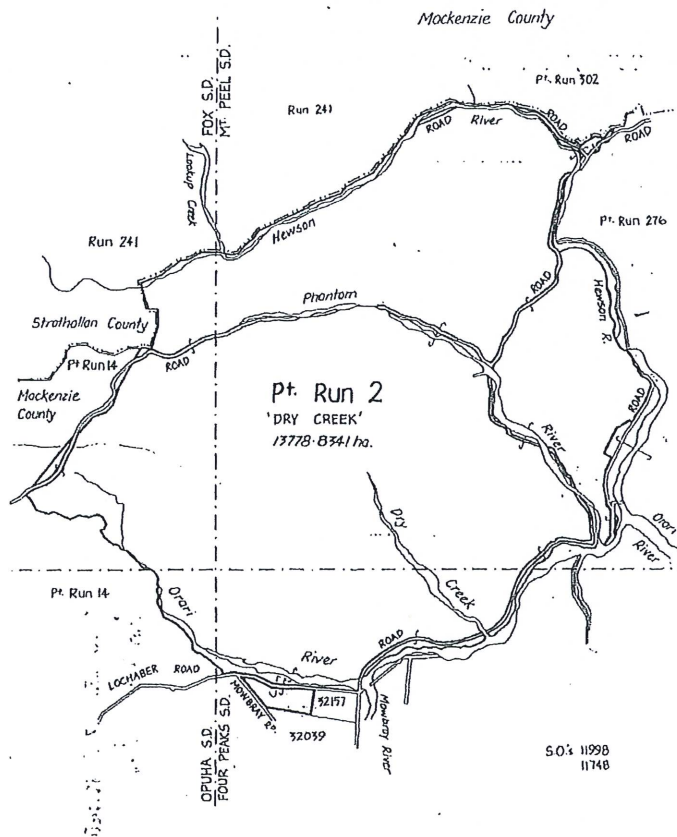 Mackenzie County
Pt. Run 302
FOX S.D.
Mt. PEEL S.D.
Run 241
ROAD
River
ROAD
ROAD
Lookup Creek
Hewson
Pt. Run 276
Run 241
ROAD
Hewson R.
Phantom
Strathallan County
Pt Run 14
ROAD
Mackenzie
County
Pt. Run 2
'DRY CREEK'
13778·8341 ha.
ROAD
River
Dry
Creek
Orari
River
Pt. Run 14
Orari
River
ROAD
LOCHABER ROAD
MOWBRAY RD.
32157
32039
Mowbray River
OPUHA S.D.
FOUR PEAKS S.D.
S.O.'s 11998
11748